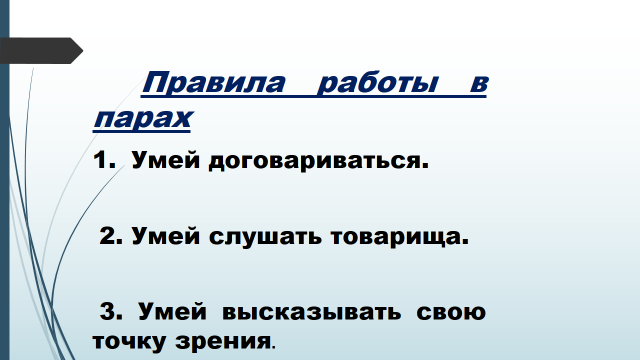 Правила работы в
парах
1. Умей договариваться.
2. Умей слушать товарища.
3. Умей высказывать свою
точку зрения.